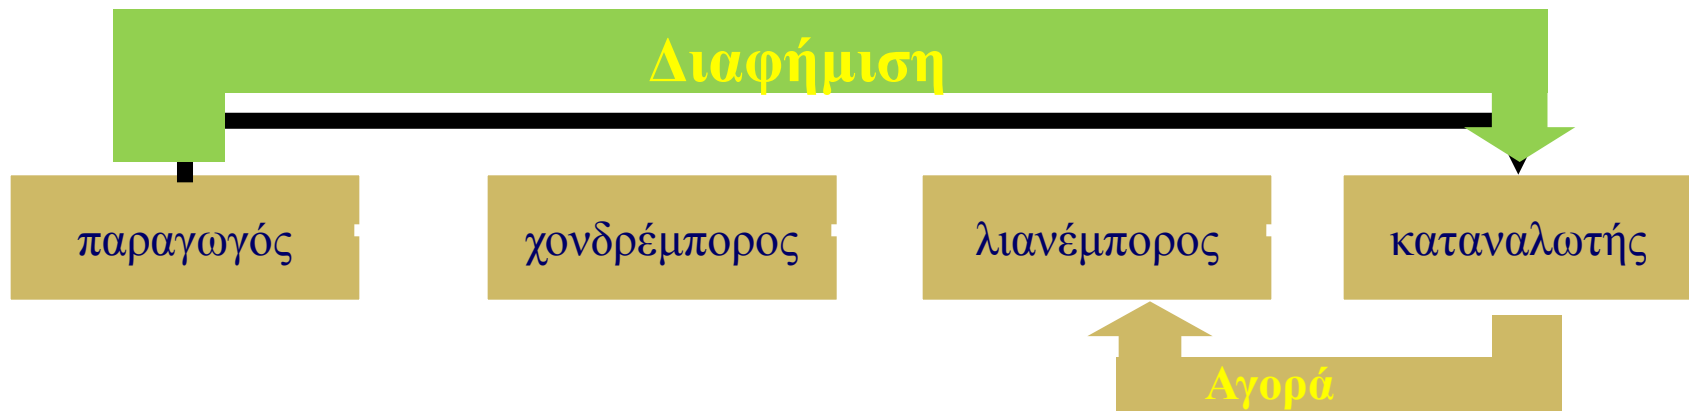 Διαφήμιση
παραγωγός χονδρέμπορος λιανέμπορος καταναλωτής
Αγορά